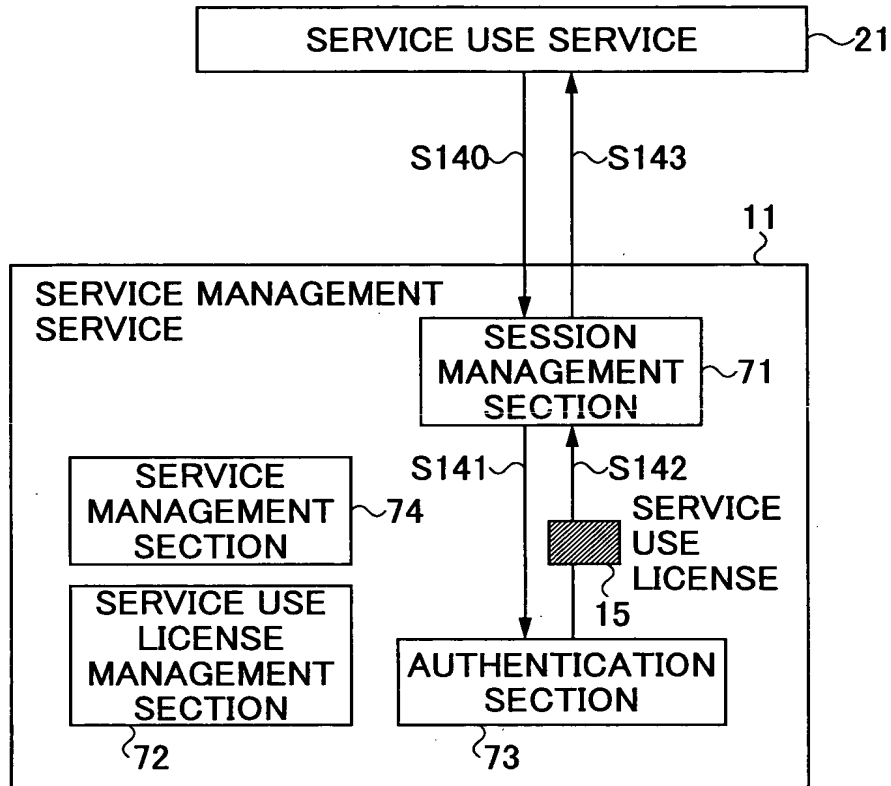 SERVICE USE SERVICE
21
S140
S143
11
SERVICE MANAGEMENT
SERVICE
SESSION
MANAGEMENT
SECTION
71
S141
S142
SERVICE
MANAGEMENT
SECTION
74
SERVICE
USE
LICENSE
15
SERVICE USE
LICENSE
MANAGEMENT
SECTION
72
AUTHENTICATION
SECTION
73